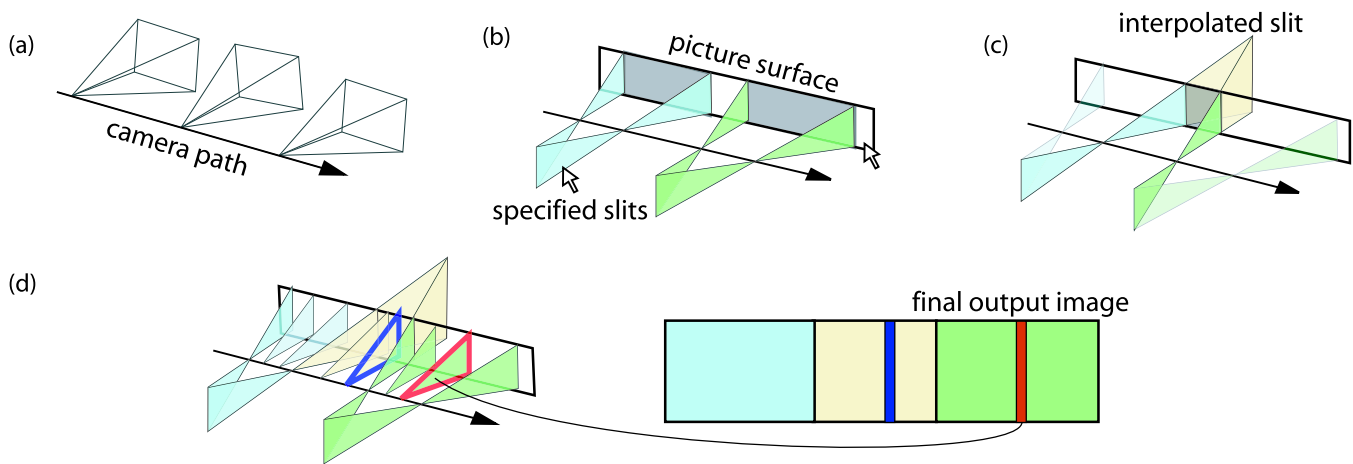 (a)
camera path
(b)
picture surface
specified slits
(c)
interpolated slit
(d)
final output image